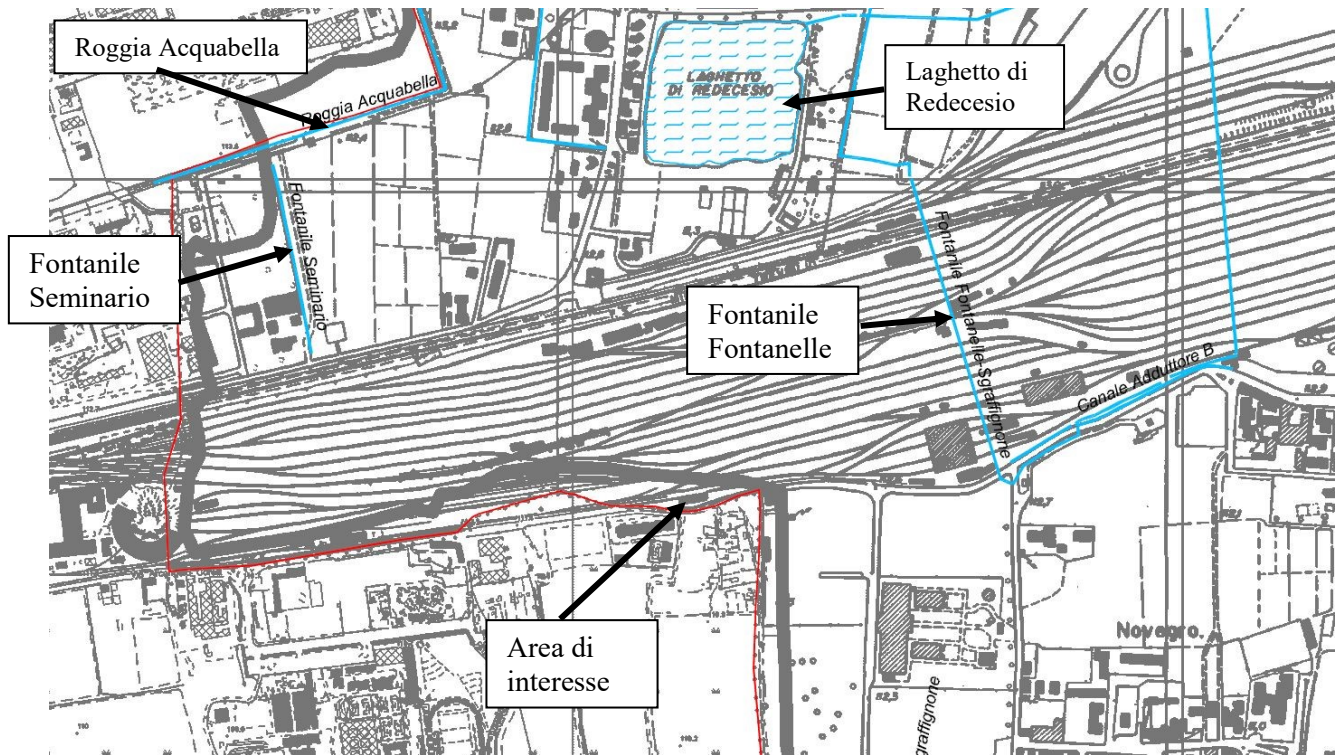 Roggia Acquabella
Laghetto di
Redecesio
LAGHETTO
DI REDECESIO
Roggia Acquabella
Fontanile
Seminario
Fontanile Seminario
Fontanile
Fontanelle
Fontanile Fontanelle-Sgraffignone
Canale Adduttore B
Area di
interesse
Novegro.
sgraffignone
110